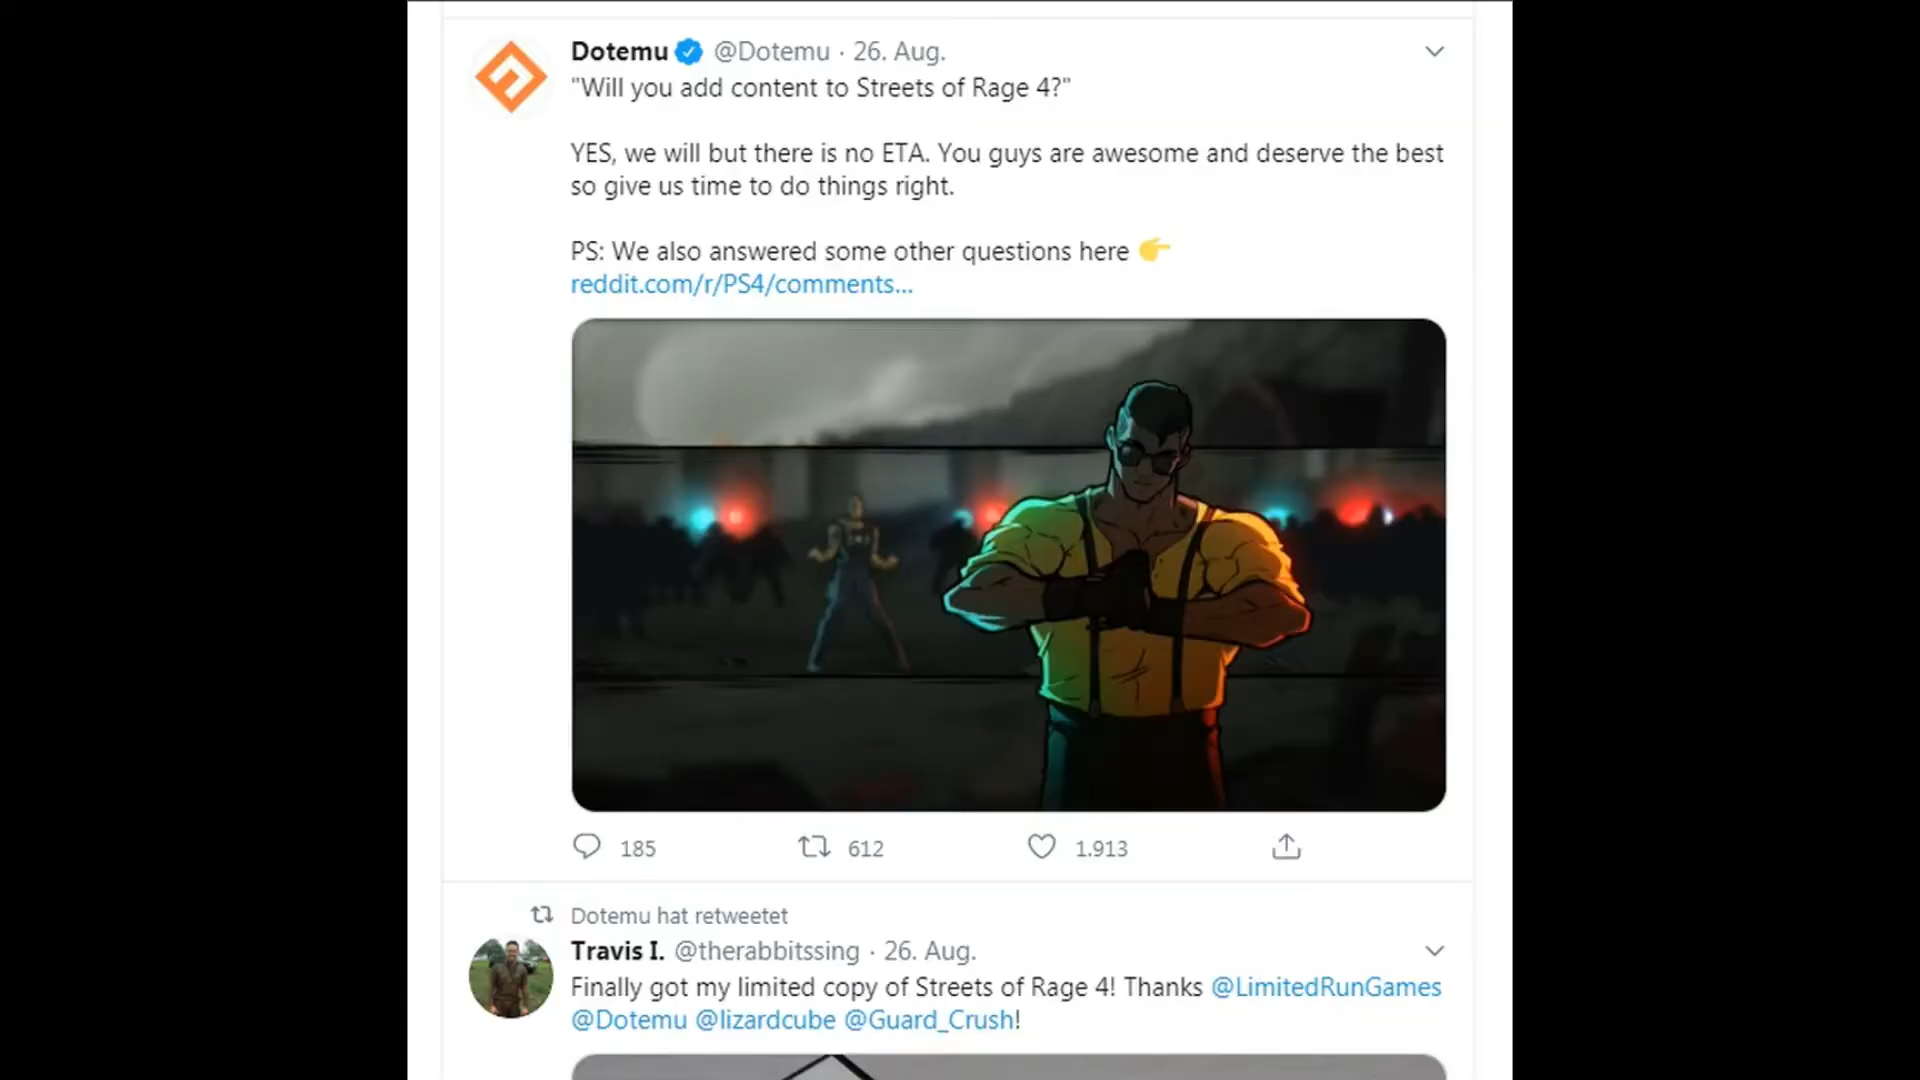 Dotemu @Dotemu · 26. Aug.
"Will you add content to Streets of Rage 4?"
YES, we will but there is no ETA. You guys are awesome and deserve the best
so give us time to do things right.
PS: We also answered some other questions here 👉
reddit.com/r/PS4/comments...
185 612 1.913
Dotemu hat retweetet
Travis I. @therabbitssing · 26. Aug.
Finally got my limited copy of Streets of Rage 4! Thanks @LimitedRunGames
@Dotemu @lizardcube @Guard_Crush!